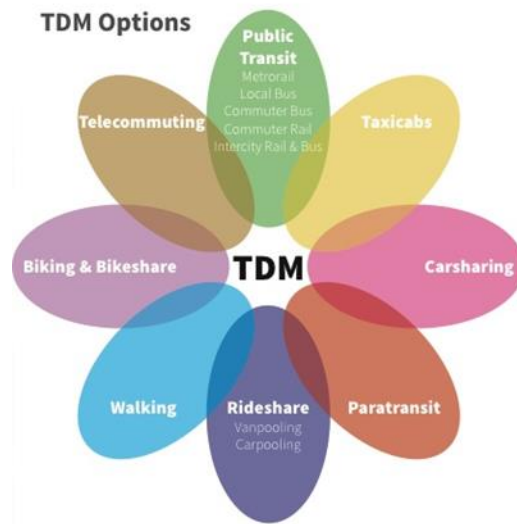 TDM Options
Public
Transit
Metrorail
Local Bus
Commuter Bus
Commuter Rail
Intercity Rail & Bus
Telecommuting
Taxicabs
Biking & Bikeshare
TDM
Carsharing
Walking
Rideshare
Vanpooling
Carpooling
Paratransit